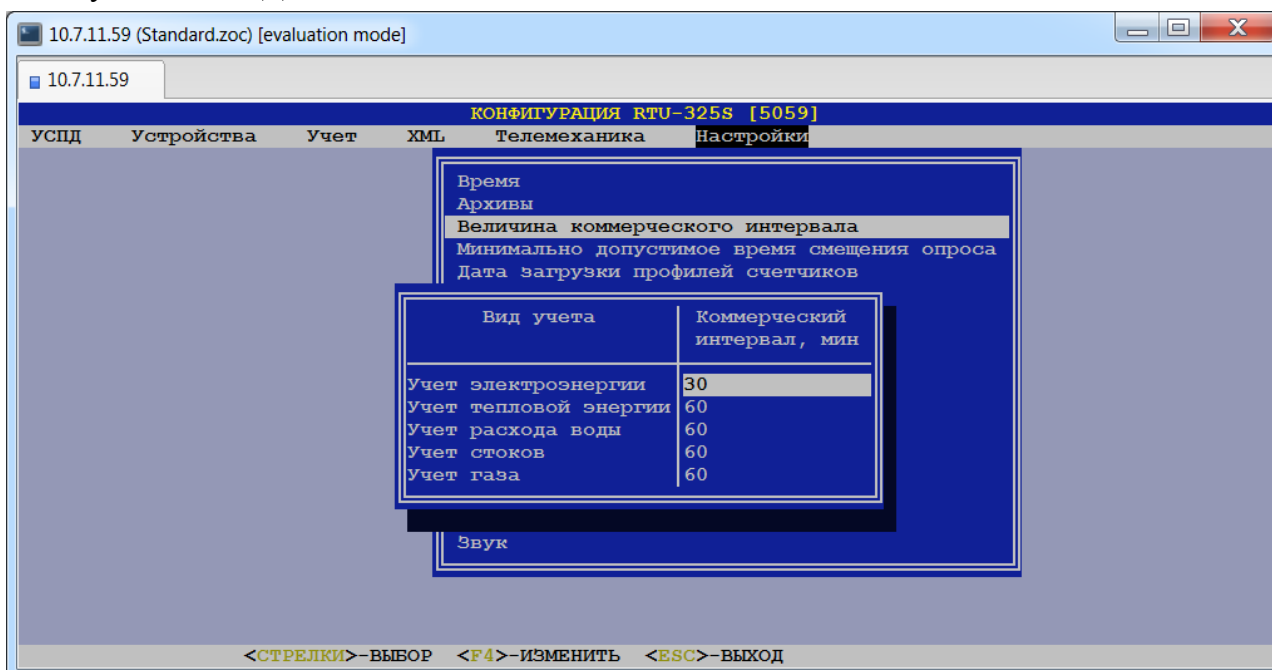 10.7.11.59 (Standard.zoc) [evaluation mode]
10.7.11.59
КОНФИГУРАЦИЯ RTU-325S [5059]
УСПД Устройства Учет XML Телемеханика Настройки
Время
Архивы
Величина коммерческого интервала
Минимально допустимое время смещения опроса
Дата загрузки профилей счетчиков
Вид учета Коммерческий
интервал, мин
Учет электроэнергии 30
Учет тепловой энергии 60
Учет расхода воды 60
Учет стоков 60
Учет газа 60
Звук
<СТРЕЛКИ>-ВЫБОР <F4>-ИЗМЕНИТЬ <ESC>-ВЫХОД